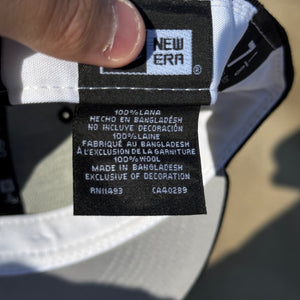 NEW
ERA
®
100% LANA
HECHO EN BANGLADESH
NO INCLUYE DECORACIÓN
100% LAINE
FABRIQUÉ AU BANGLADESH
À L'EXCLUSION DE LA GARNITURE
100% WOOL
MADE IN BANGLADESH
EXCLUSIVE OF DECORATION
RN11493 CA40289